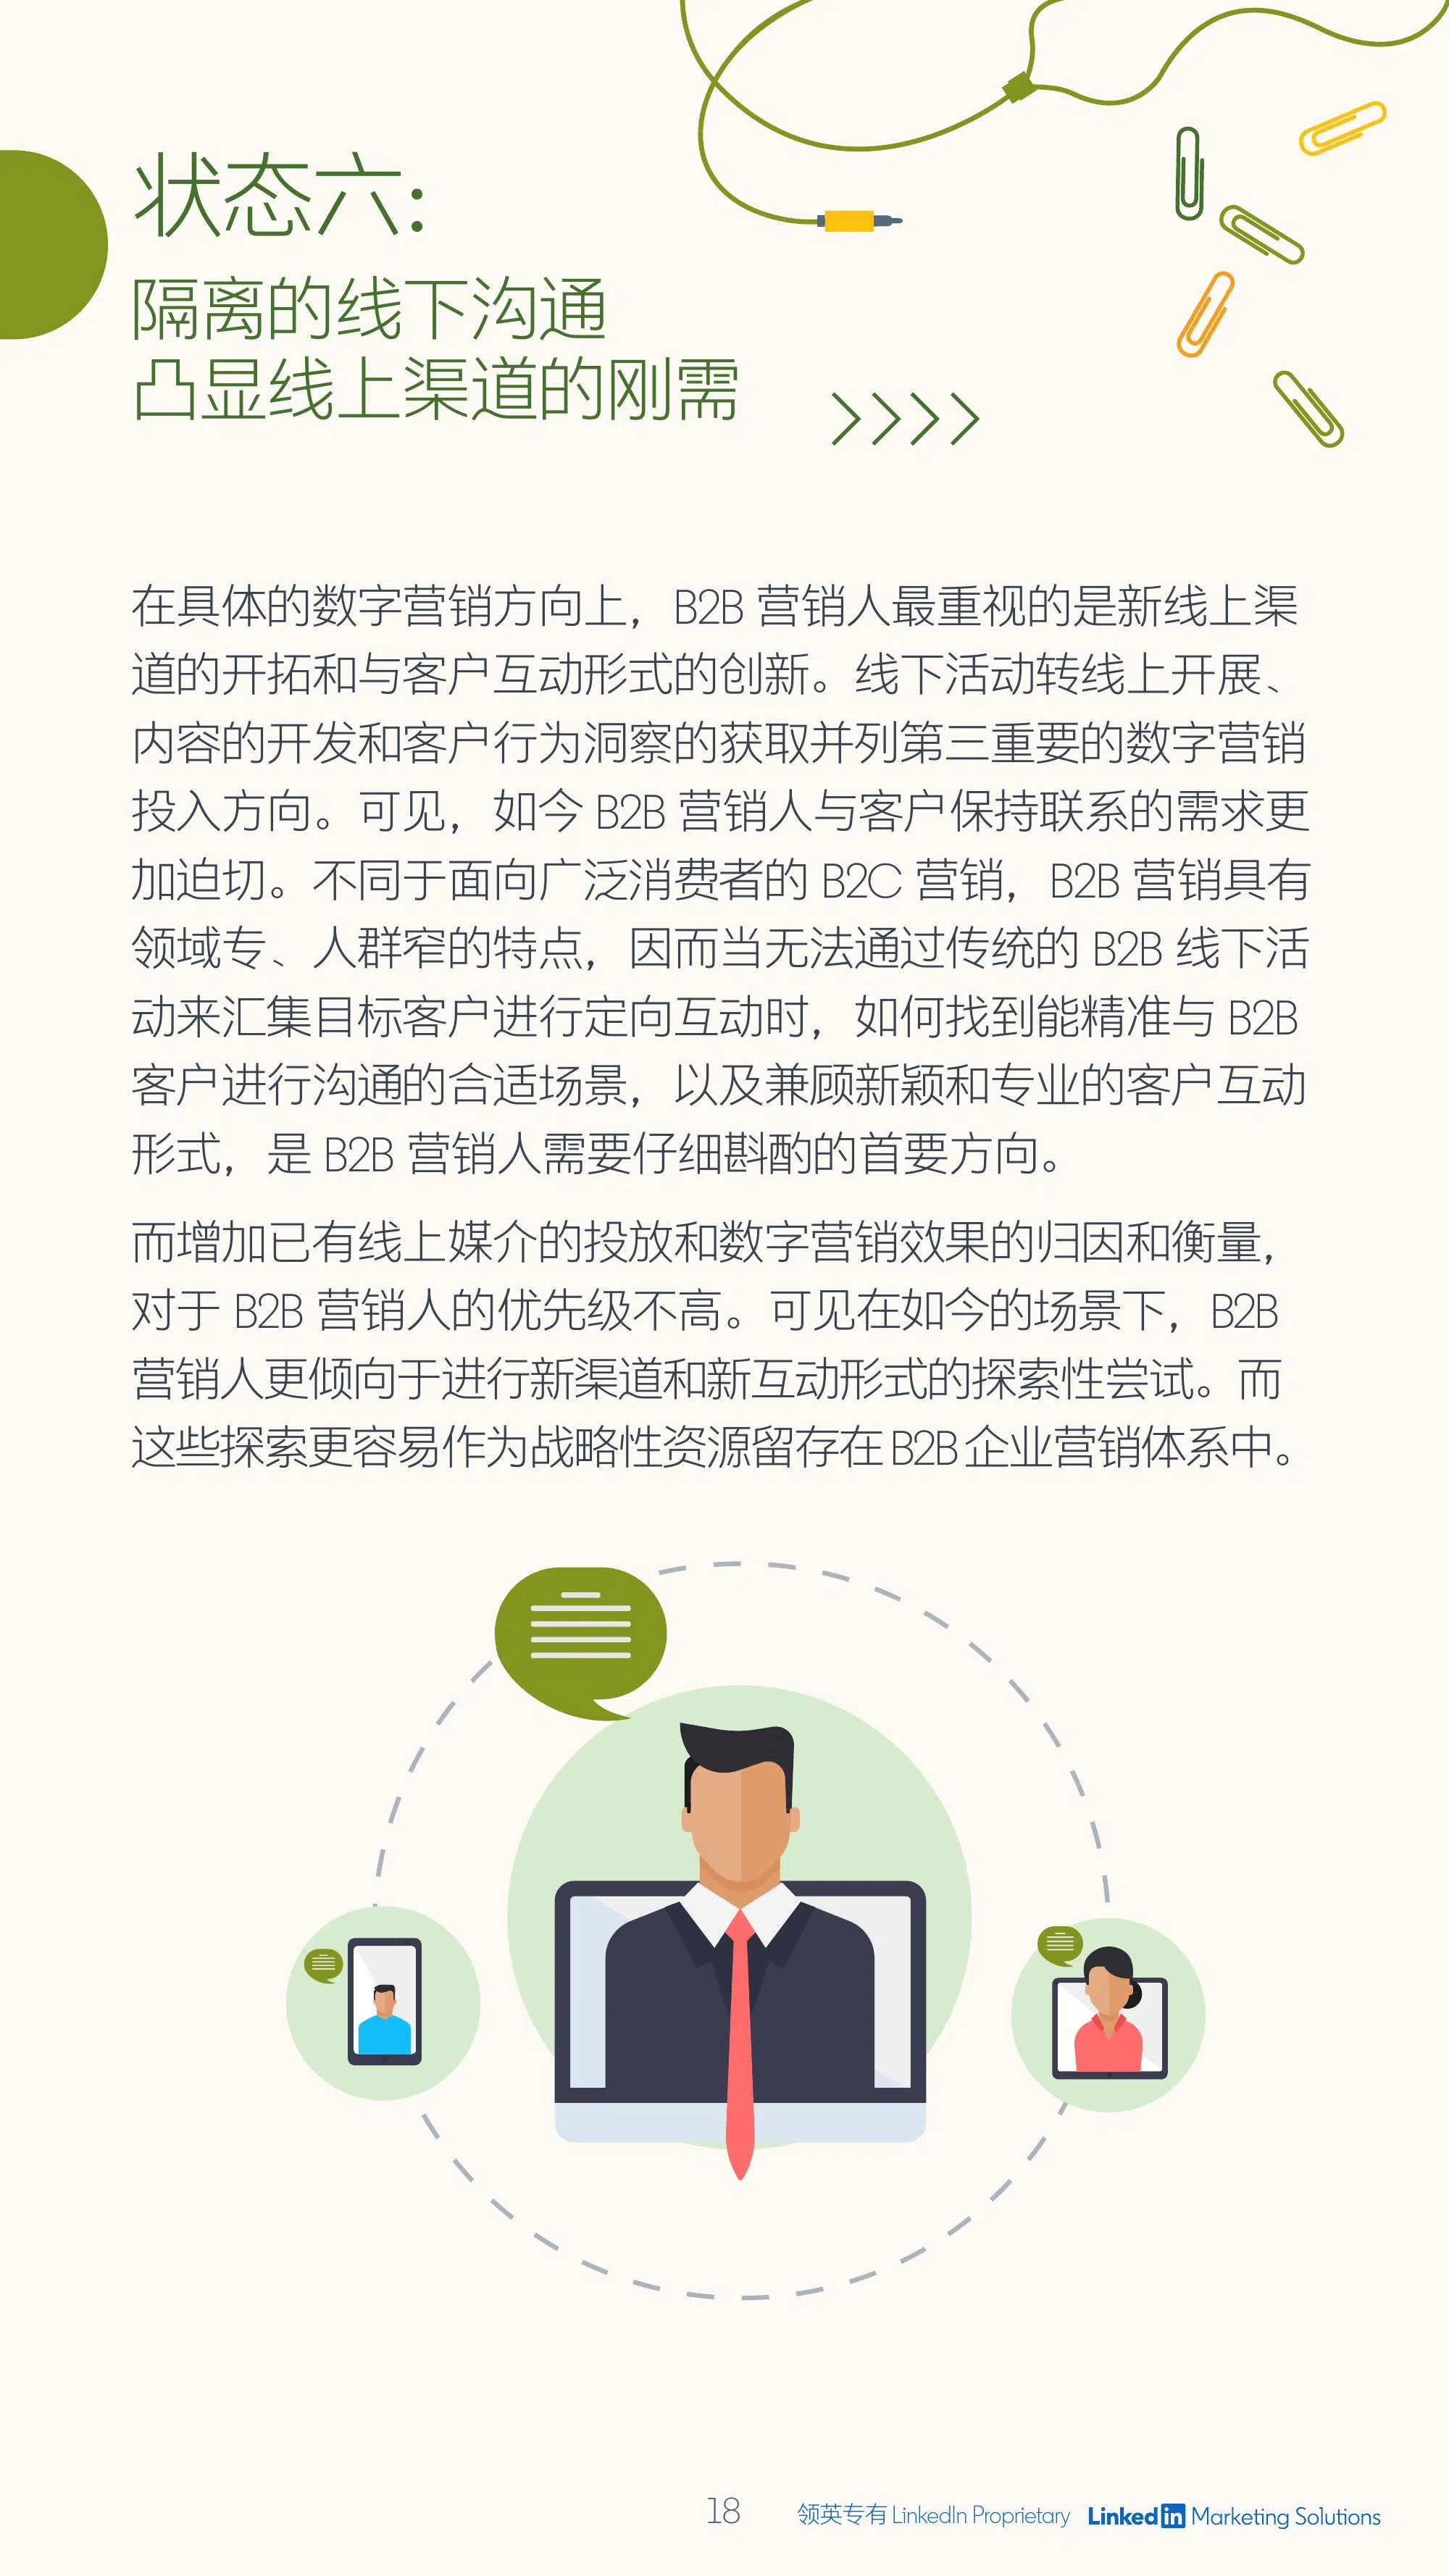 状态六:
隔离的线下沟通
凸显线上渠道的刚需
在具体的数字营销方向上，B2B 营销人最重视的是新线上渠
道的开拓和与客户互动形式的创新。线下活动转线上开展、
内容的开发和客户行为洞察的获取并列第三重要的数字营销
投入方向。可见，如今 B2B 营销人与客户保持联系的需求更
加迫切。不同于面向广泛消费者的 B2C 营销，B2B 营销具有
领域专、人群窄的特点，因而当无法通过传统的 B2B 线下活
动来汇集目标客户进行定向互动时，如何找到能精准与 B2B
客户进行沟通的合适场景，以及兼顾新颖和专业的客户互动
形式，是 B2B 营销人需要仔细斟酌的首要方向。
而增加已有线上媒介的投放和数字营销效果的归因和衡量，
对于 B2B 营销人的优先级不高。可见在如今的场景下，B2B
营销人更倾向于进行新渠道和新互动形式的探索性尝试。而
这些探索更容易作为战略性资源留存在 B2B 企业营销体系中。
18 领英专有 LinkedIn Proprietary LinkedIn Marketing Solutions